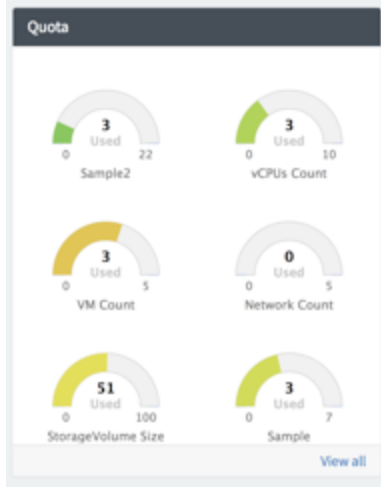 Quota
3 3
Used Used
0 22 0 10
Sample2 vCPUs Count
3 0
Used Used
0 5 0 5
VM Count Network Count
51 3
Used Used
0 100 0 7
StorageVolume Size Sample
View all